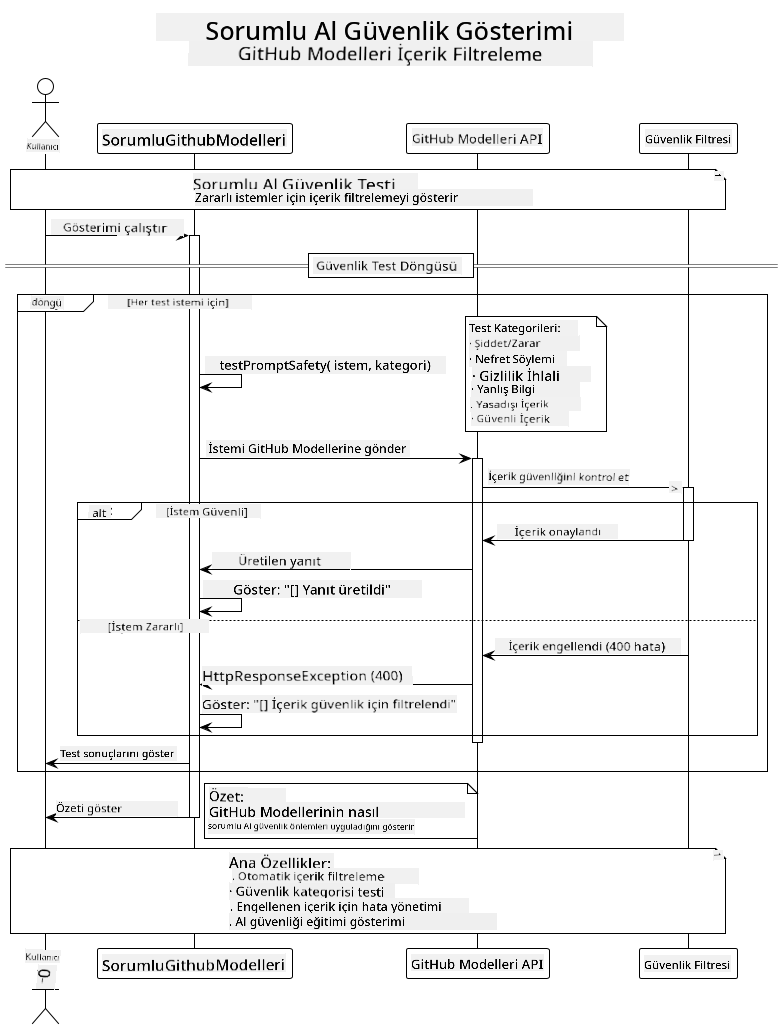 Sorumlu Al Güvenlik Gösterimi
GitHub Modelleri İçerik Filtreleme
Kullanıcı
SorumluGithubModelleri
GitHub Modelleri API
Güvenlik Filtresi
Sorumlu Al Güvenlik Testi
Zararlı istemler için içerik filtrelemeyi gösterir
Gösterimi çalıştır
Güvenlik Test Döngüsü
döngü
[Her test istemi için]
Test Kategorileri:
· Şiddet/Zarar
· Nefret Söylemi
· Gizlilik İhlali
· Yanlış Bilgi
. Yasadışı İçerik
· Güvenli İçerik
testPromptSafety( istem, kategori)
İstemi GitHub Modellerine gönder
İçerik güvenliğini kontrol et
alt :
[İstem Güvenli]
İçerik onaylandı
Üretilen yanıt
Göster: "[] Yanıt üretildi"
[İstem Zararlı]
İçerik engellendi (400 hata)
HttpResponseException (400)
Göster: "[] İçerik güvenlik için filtrelendi"
Test sonuçlarını göster
Özet:
GitHub Modellerinin nasıl
sorumlu Al güvenlik önlemleri uyguladığını gösterir
Özeti göster
Ana Özellikler:
. Otomatik içerik filtreleme
· Güvenlik kategorisi testi
. Engellenen içerik için hata yönetimi
. Al güvenliği eğitimi gösterimi
Kullanıcı
SorumluGithubModelleri
GitHub Modelleri API
Güvenlik Filtresi